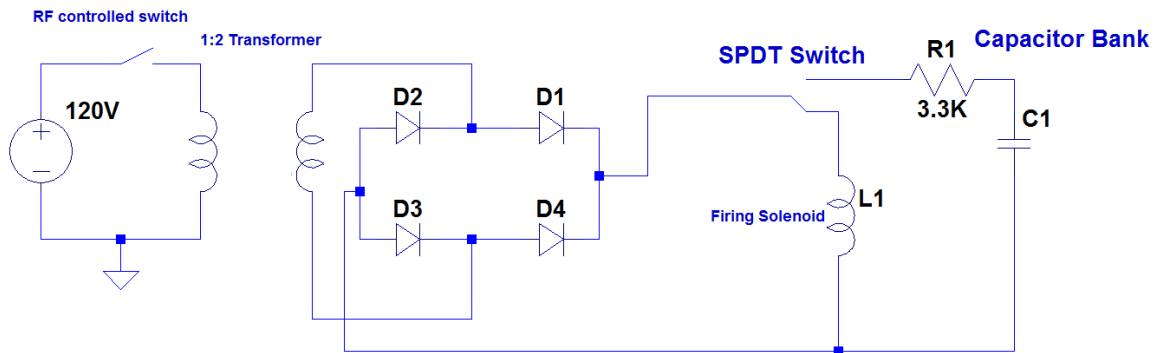 RF controlled switch
1:2 Transformer
120V
D2
D1
D3
D4
SPDT Switch
R1
3.3K
Capacitor Bank
C1
Firing Solenoid
L1